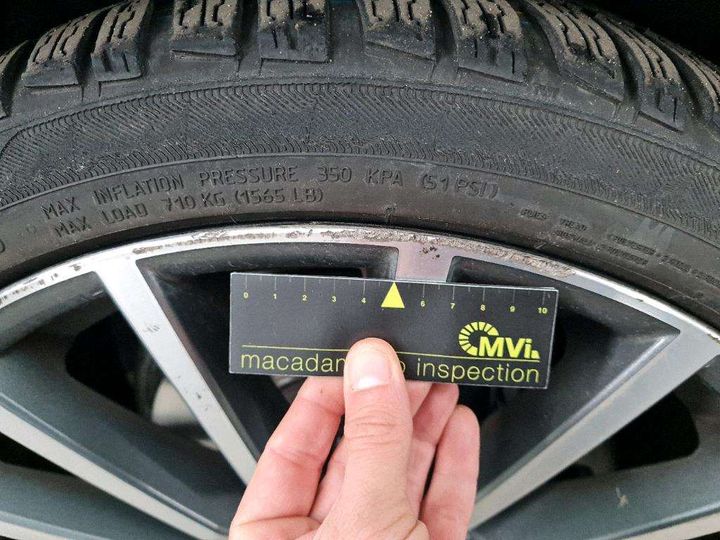 MAX INFLATION PRESSURE 350 KPA (51 PSI)
MAX LOAD 710 KG (1565 LB)
0 1 2 3 4 6 7 8 9 10
MVi.
macadam inspection